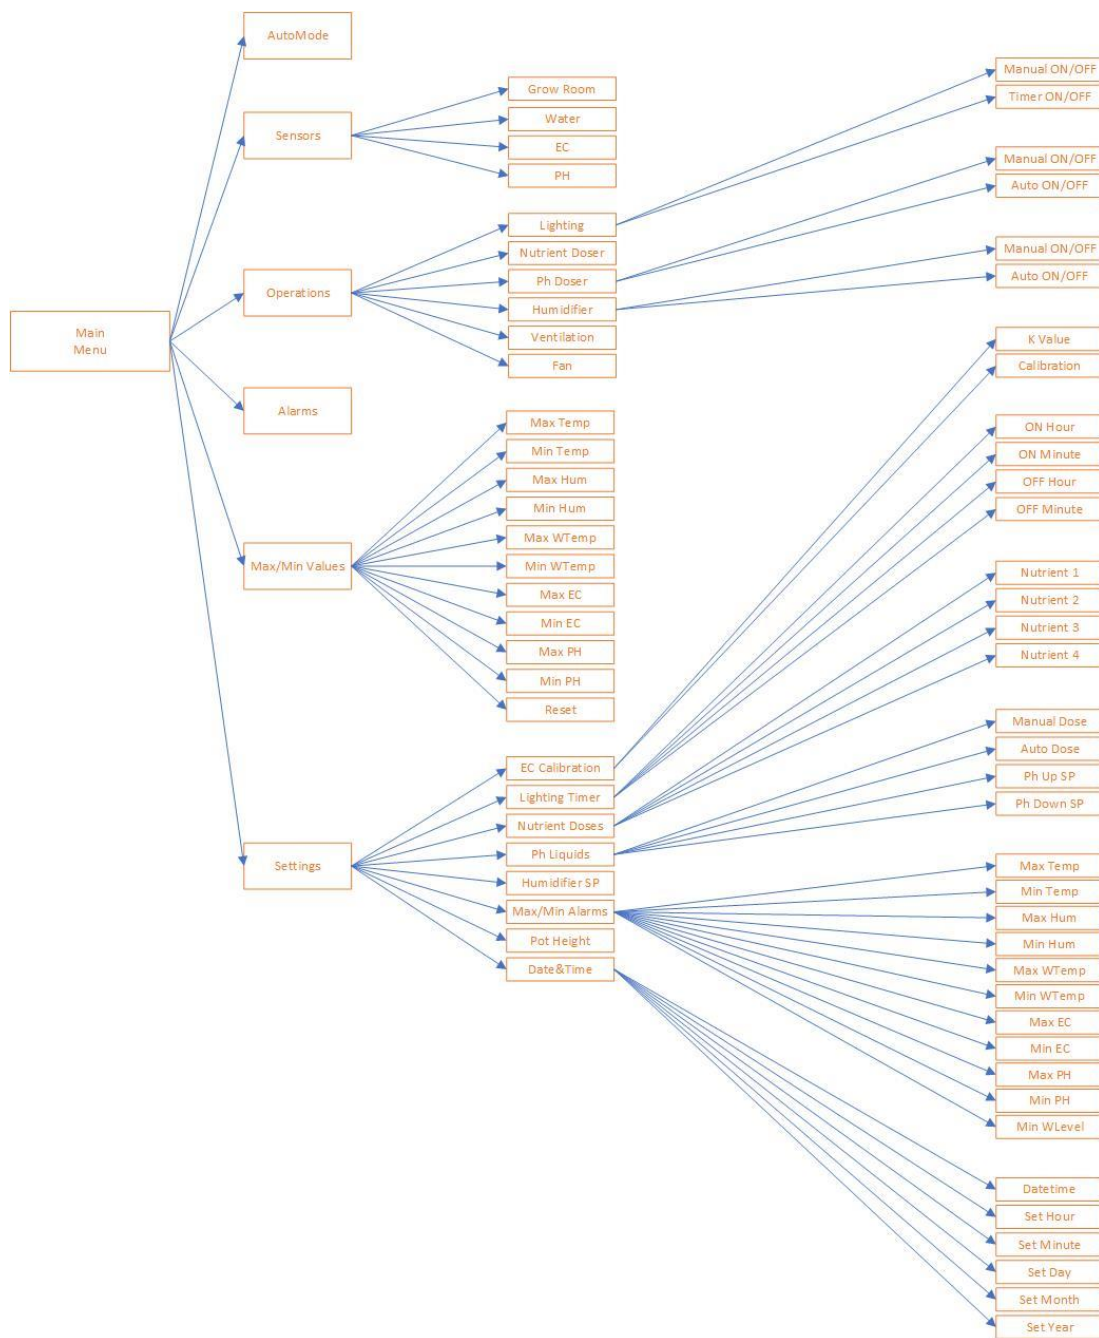 AutoMode
Sensors
Operations
Main
Menu
Alarms
Max/Min Values
Settings
Grow Room
Water
EC
PH
Lighting
Nutrient Doser
Ph Doser
Humidifier
Ventilation
Fan
Max Temp
Min Temp
Max Hum
Min Hum
Max WTemp
Min WTemp
Max EC
Min EC
Max PH
Min PH
Reset
EC Calibration
Lighting Timer
Nutrient Doses
Ph Liquids
Humidifier SP
Max/Min Alarms
Pot Height
Date&Time
Manual ON/OFF
Timer ON/OFF
Manual ON/OFF
Auto ON/OFF
Manual ON/OFF
Auto ON/OFF
K Value
Calibration
ON Hour
ON Minute
OFF Hour
OFF Minute
Nutrient 1
Nutrient 2
Nutrient 3
Nutrient 4
Manual Dose
Auto Dose
Ph Up SP
Ph Down SP
Max Temp
Min Temp
Max Hum
Min Hum
Max WTemp
Min WTemp
Max EC
Min EC
Max PH
Min PH
Min WLevel
Datetime
Set Hour
Set Minute
Set Day
Set Month
Set Year